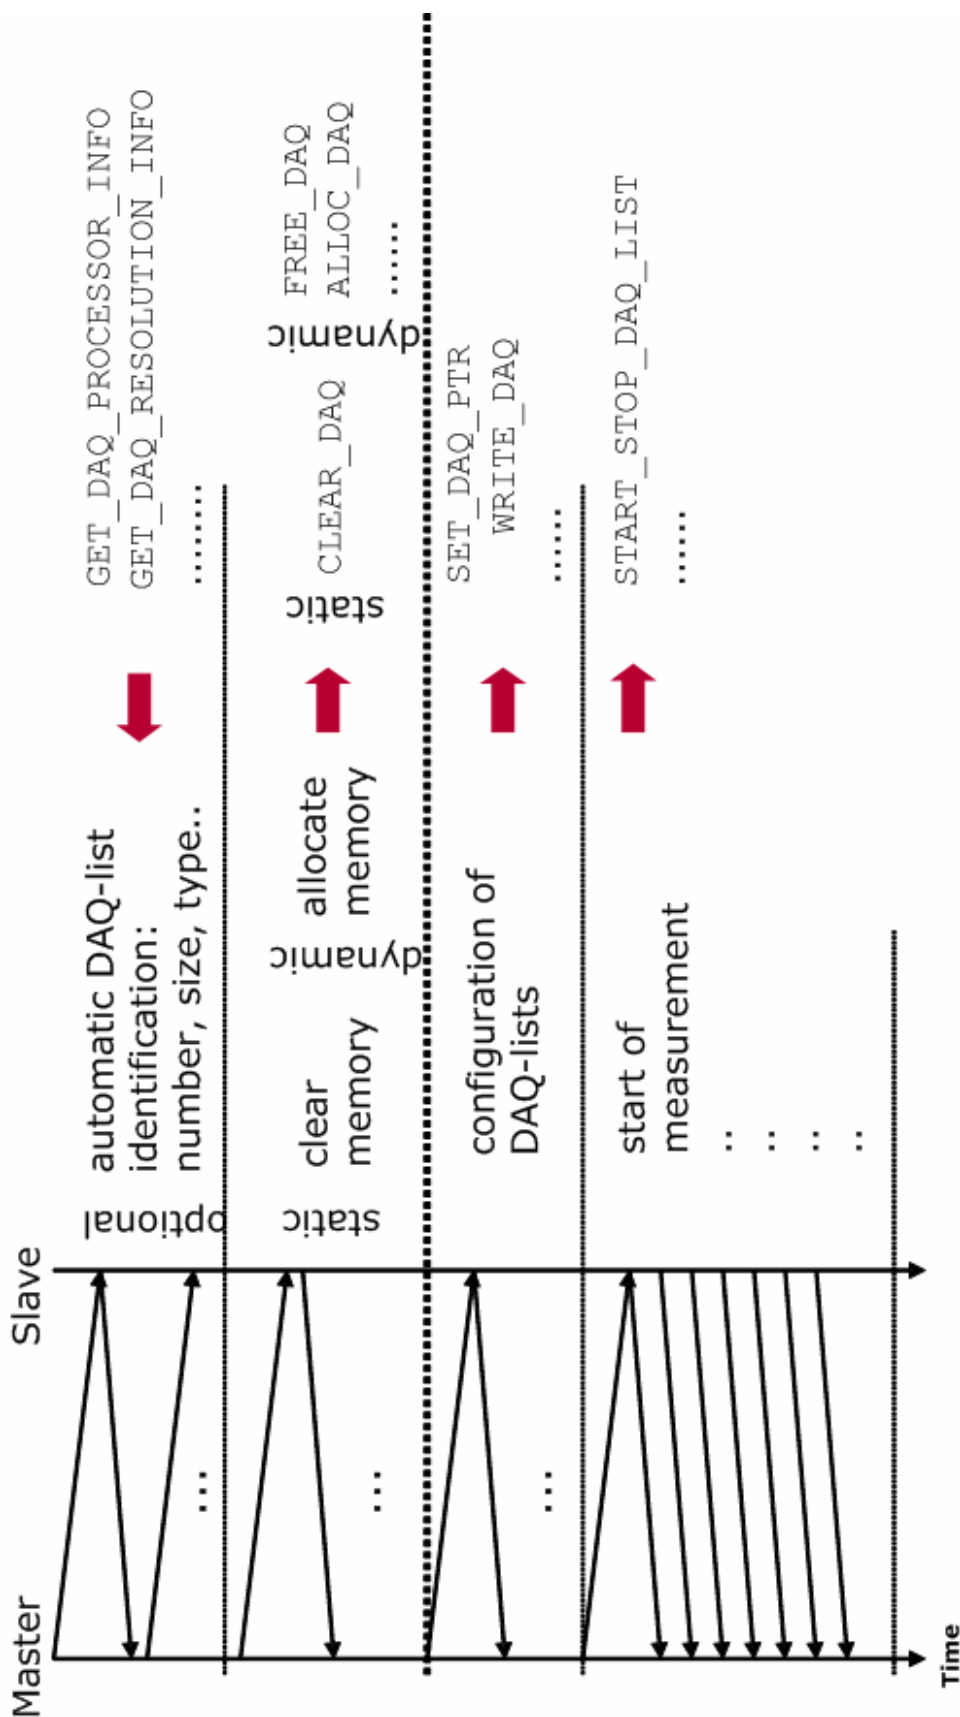 Master
Slave
optional
automatic DAQ-list
identification:
number, size, type..
GET_DAQ_PROCESSOR_INFO
GET_DAQ_RESOLUTION_INFO
........
...
static
clear
memory
dynamic
allocate
memory
static
CLEAR_DAQ
dynamic
FREE_DAQ
ALLOC_DAQ
......
...
configuration of
DAQ-lists
SET_DAQ_PTR
WRITE_DAQ
......
...
start of
measurement
..
..
..
..
START_STOP_DAQ_LIST
......
Time